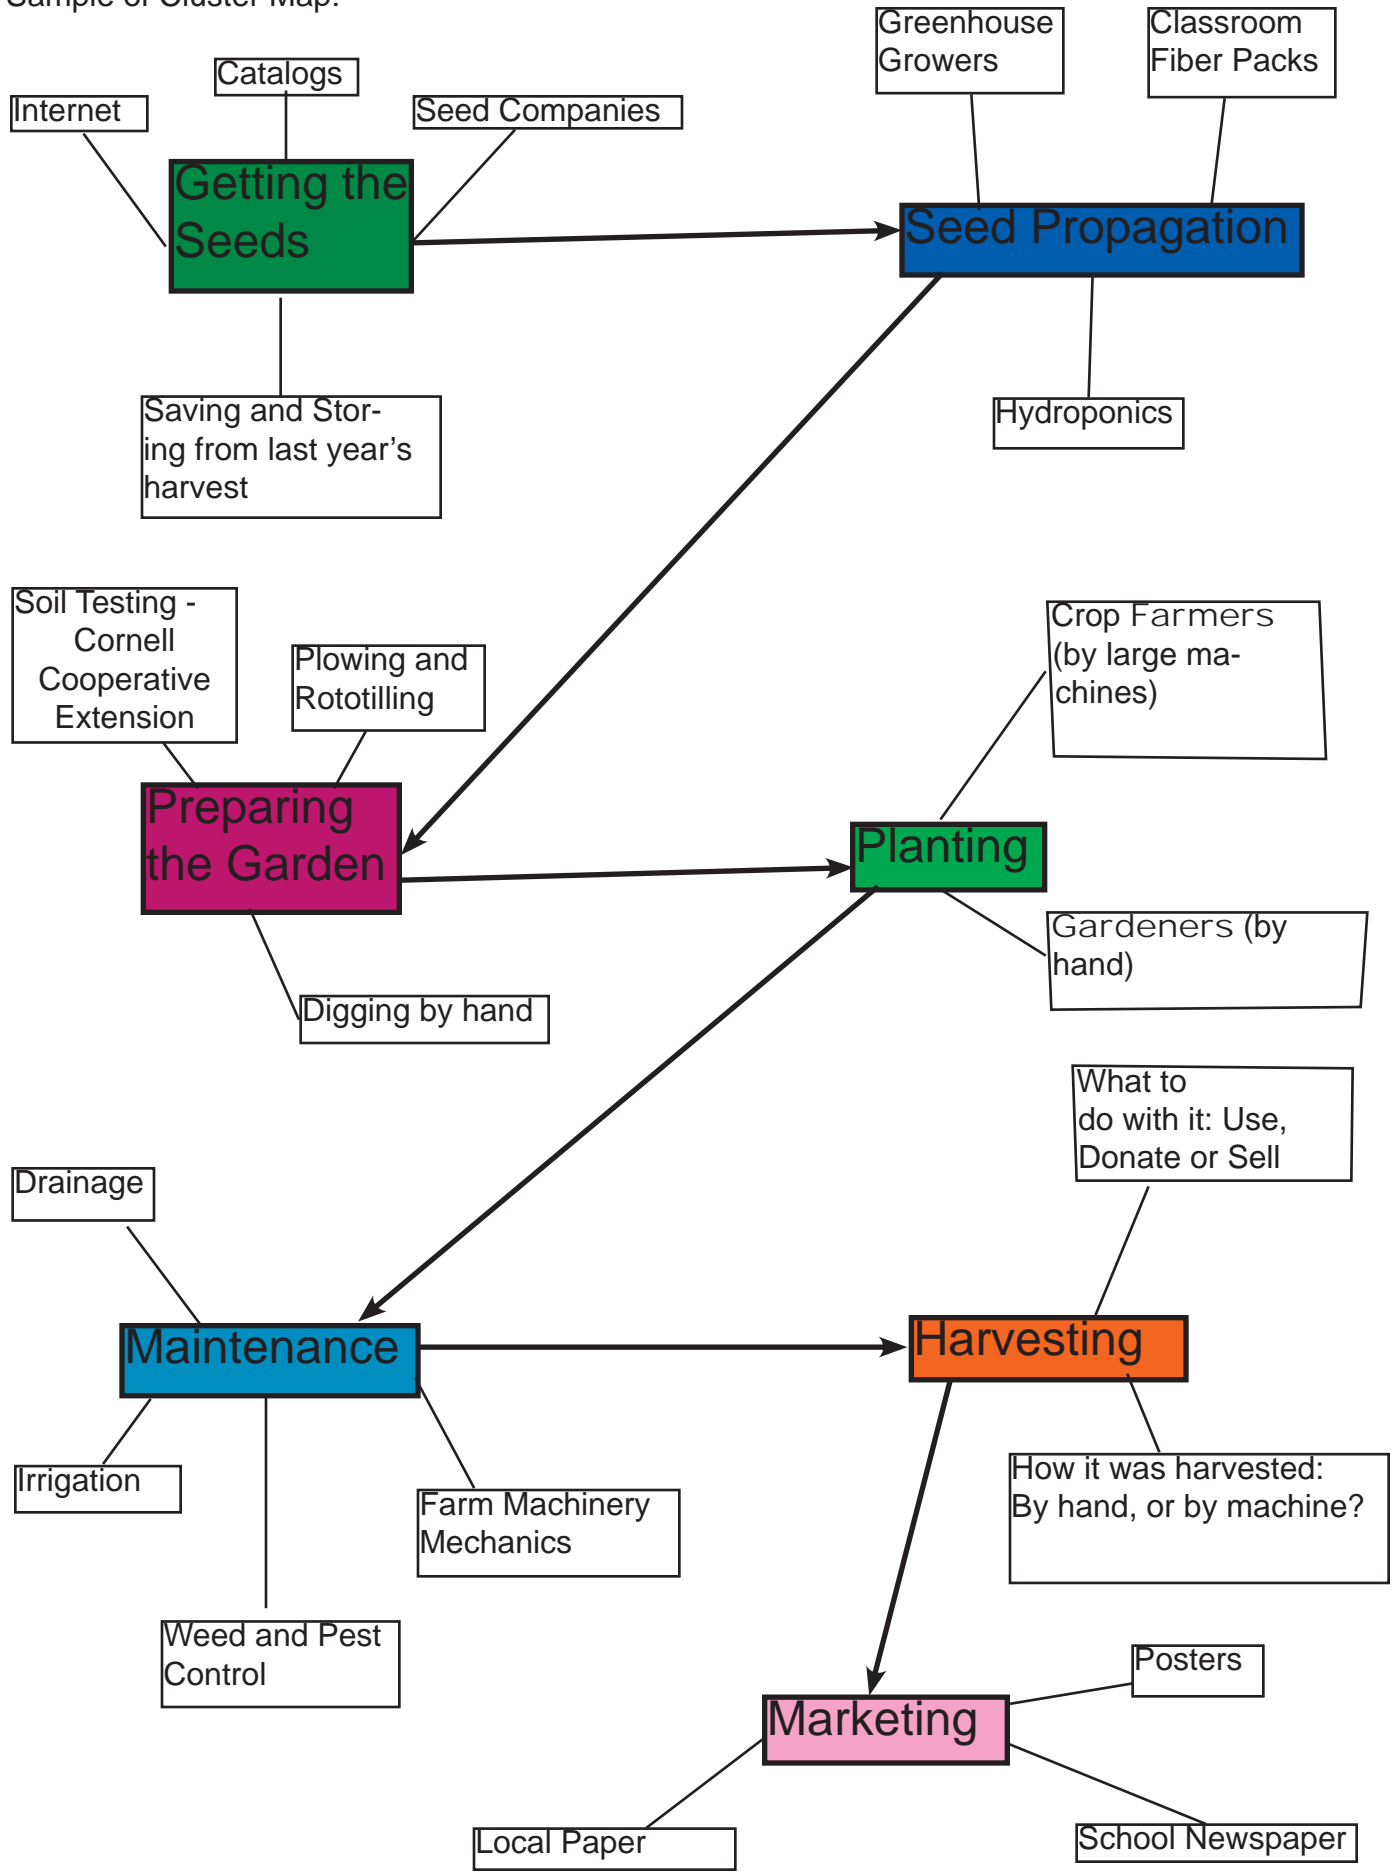 Sample of Cluster Map:
Greenhouse
Growers
Classroom
Fiber Packs
Catalogs
Internet
Seed Companies
Getting the
Seeds
Seed Propagation
Saving and Stor-
ing from last year's
harvest
Hydroponics
Soil Testing -
Cornell
Cooperative
Extension
Plowing and
Rototilling
Crop Farmers
(by large ma-
chines)
Preparing
the Garden
Planting
Gardeners (by
hand)
Digging by hand
What to
do with it: Use,
Donate or Sell
Drainage
Maintenance
Harvesting
Irrigation
Farm Machinery
Mechanics
How it was harvested:
By hand, or by machine?
Weed and Pest
Control
Posters
Marketing
Local Paper
School Newspaper